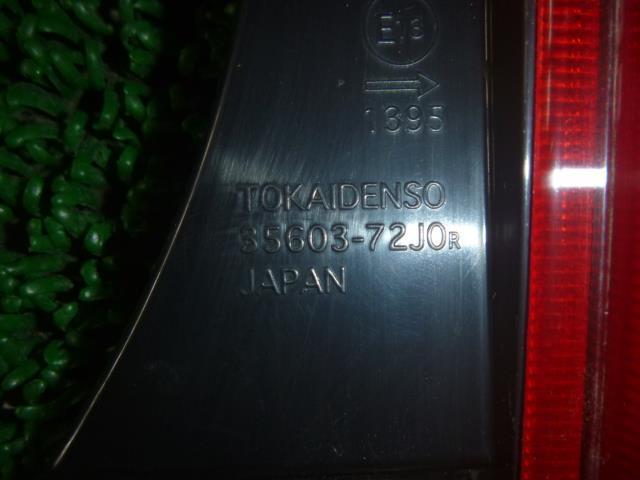 E13
1395
TOKAIDENSO
35603-72J0R
JAPAN